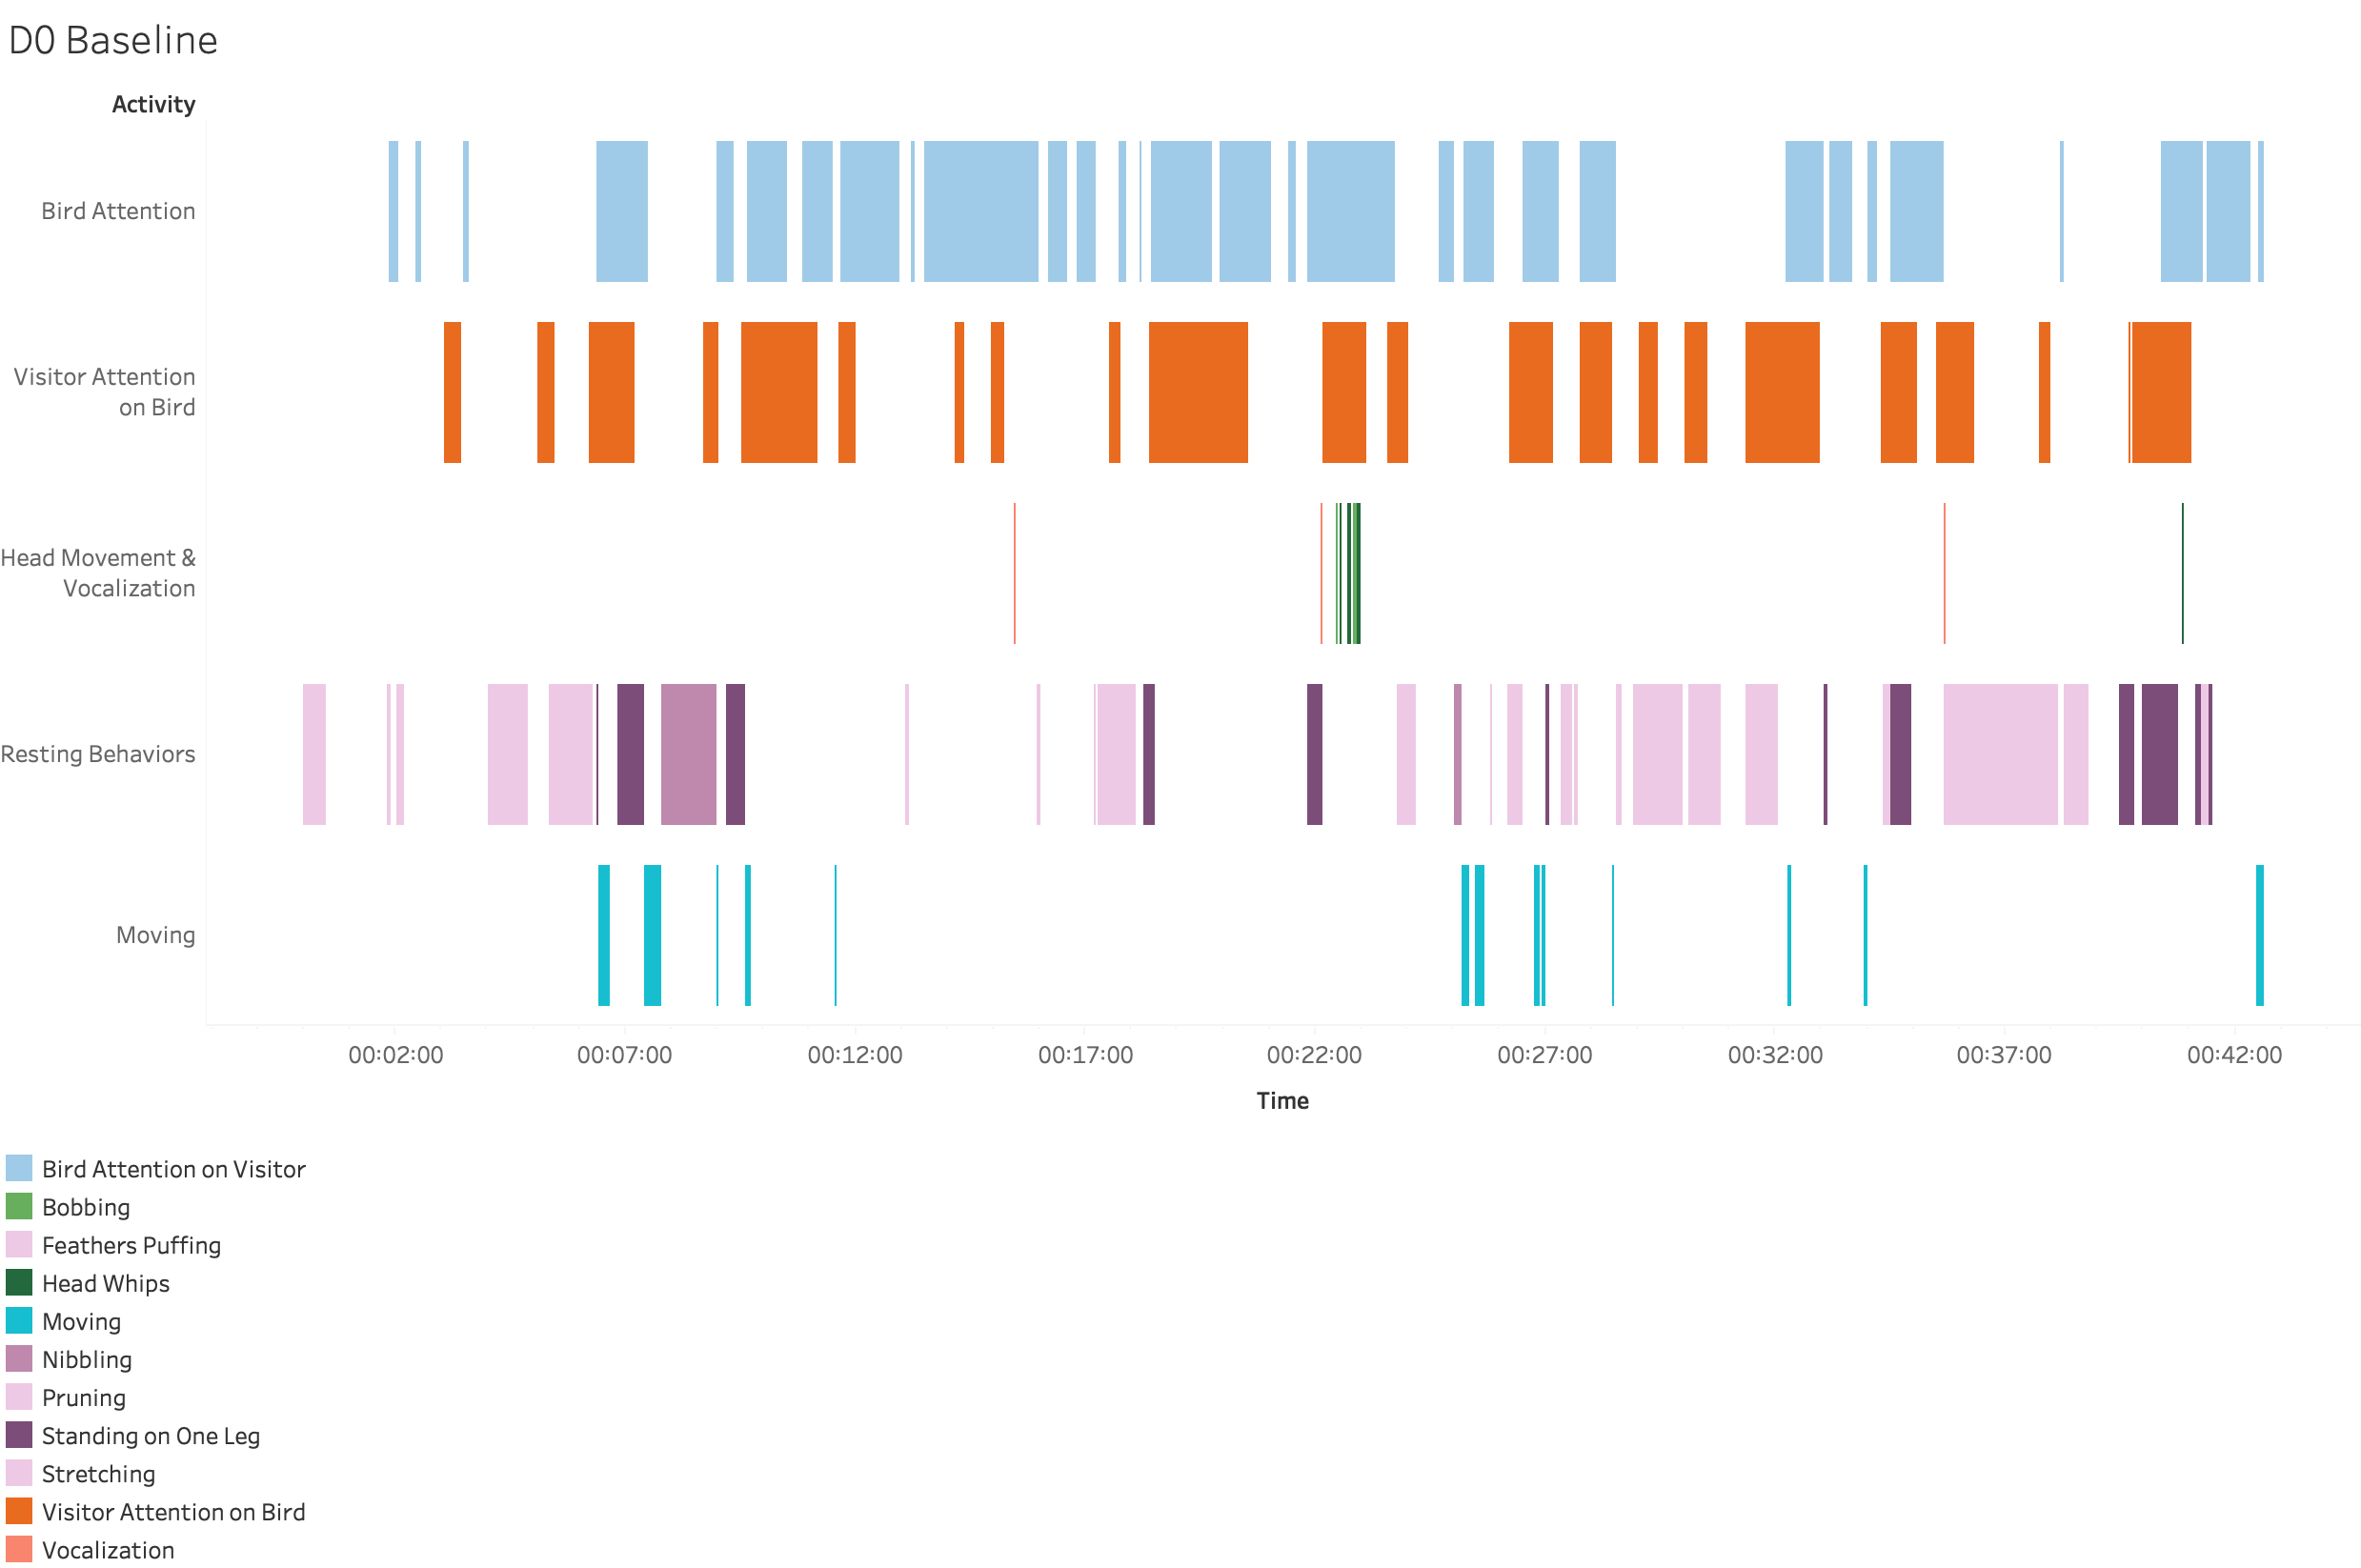 D0 Baseline
Activity
Bird Attention
Visitor Attention
on Bird
Head Movement &
Vocalization
Resting Behaviors
Moving
00:02:00 00:07:00 00:12:00 00:17:00 00:22:00 00:27:00 00:32:00 00:37:00 00:42:00
Time
Bird Attention on Visitor
Bobbing
Feathers Puffing
Head Whips
Moving
Nibbling
Pruning
Standing on One Leg
Stretching
Visitor Attention on Bird
Vocalization